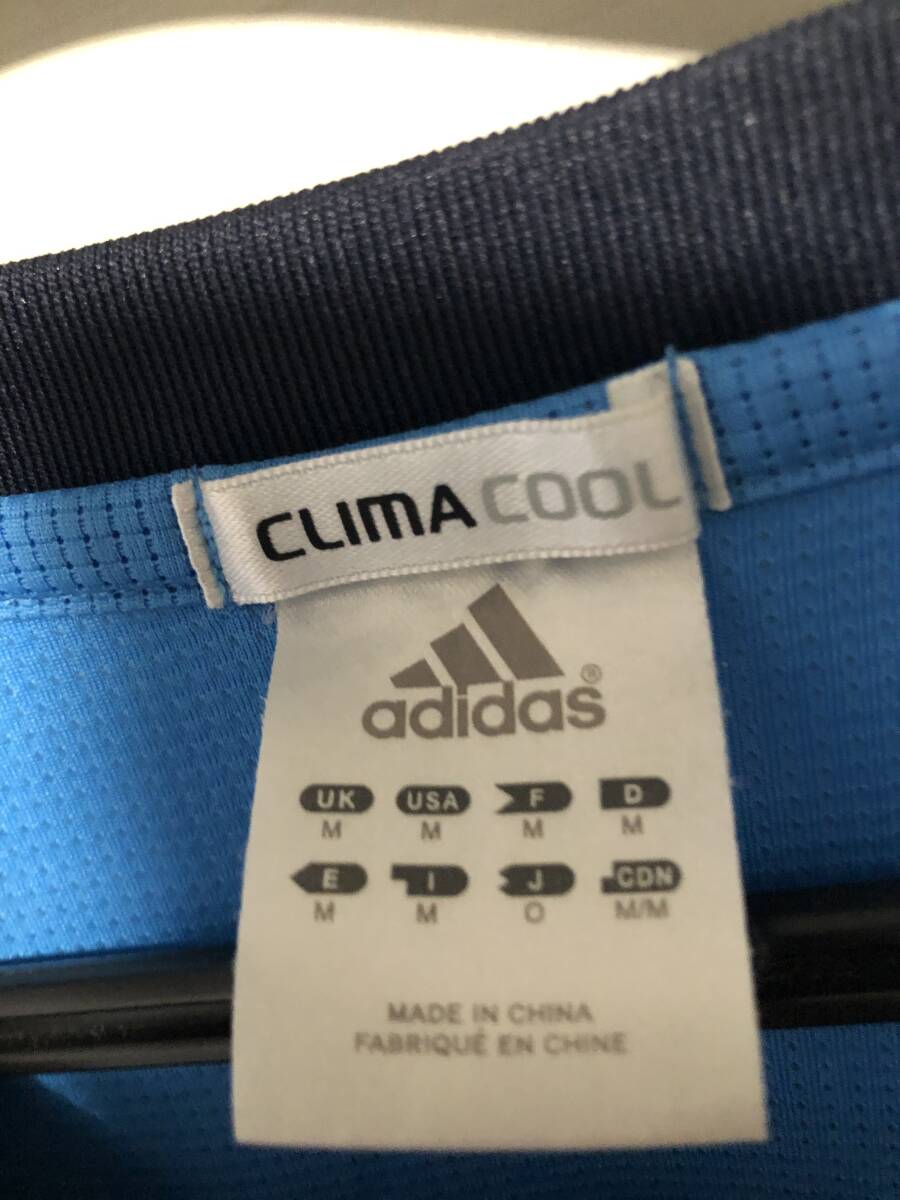 CLIMACOOL
adidas®
UK USA F D
M M M M
E I J CDN
M M O M/M
MADE IN CHINA
FABRIQUÉ EN CHINE